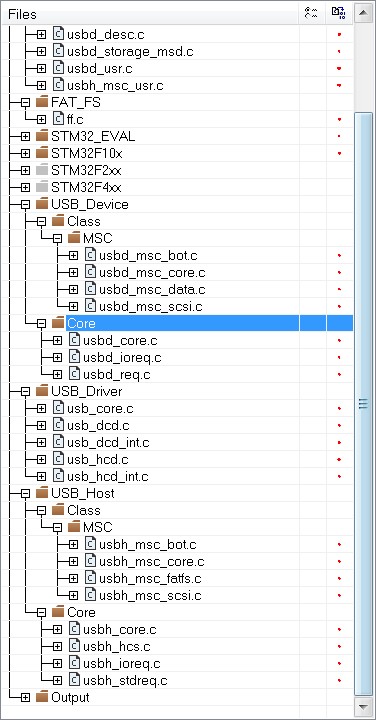 Files
usbd_desc.c
usbd_storage_msd.c
usbd_usr.c
usbh_msc_usr.c
FAT_FS
ff.c
STM32_EVAL
STM32F10x
STM32F2xx
STM32F4xx
USB_Device
Class
MSC
usbd_msc_bot.c
usbd_msc_core.c
usbd_msc_data.c
usbd_msc_scsi.c
Core
usbd_core.c
usbd_ioreq.c
usbd_req.c
USB_Driver
usb_core.c
usb_dcd.c
usb_dcd_int.c
usb_hcd.c
usb_hcd_int.c
USB_Host
Class
MSC
usbh_msc_bot.c
usbh_msc_core.c
usbh_msc_fatfs.c
usbh_msc_scsi.c
Core
usbh_core.c
usbh_hcs.c
usbh_ioreq.c
usbh_stdreq.c
Output